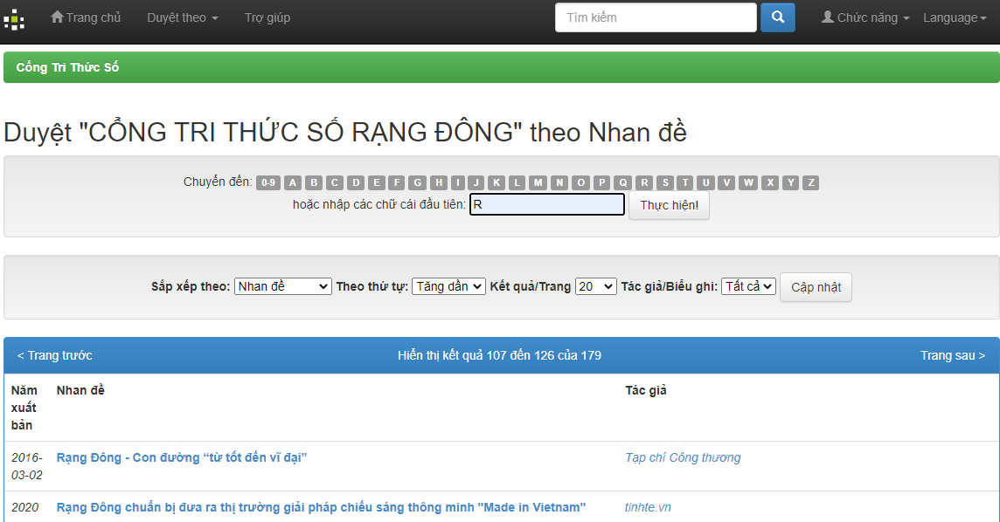 Trang chủ Duyệt theo Trợ giúp Tìm kiếm Chức năng Language
Cổng Tri Thức Số
Duyệt "CỔNG TRI THỨC SỐ RẠNG ĐÔNG" theo Nhan đề
Chuyển đến: 0-9 A B C D E F G H I J K L M N O P Q R S T U V W X Y Z
hoặc nhập các chữ cái đầu tiên: R Thực hiện!
Sắp xếp theo: Nhan đề Theo thứ tự: Tăng dần Kết quả/Trang 20 Tác giả/Biểu ghi: Tất cả Cập nhật
< Trang trước Hiển thị kết quả 107 đến 126 của 179 Trang sau >
Năm xuất bản Nhan đề Tác giả
2016-03-02 Rạng Đông - Con đường “từ tốt đến vĩ đại” Tạp chí Công thương
2020 Rạng Đông chuẩn bị đưa ra thị trường giải pháp chiếu sáng thông minh "Made in Vietnam" tinhte.vn